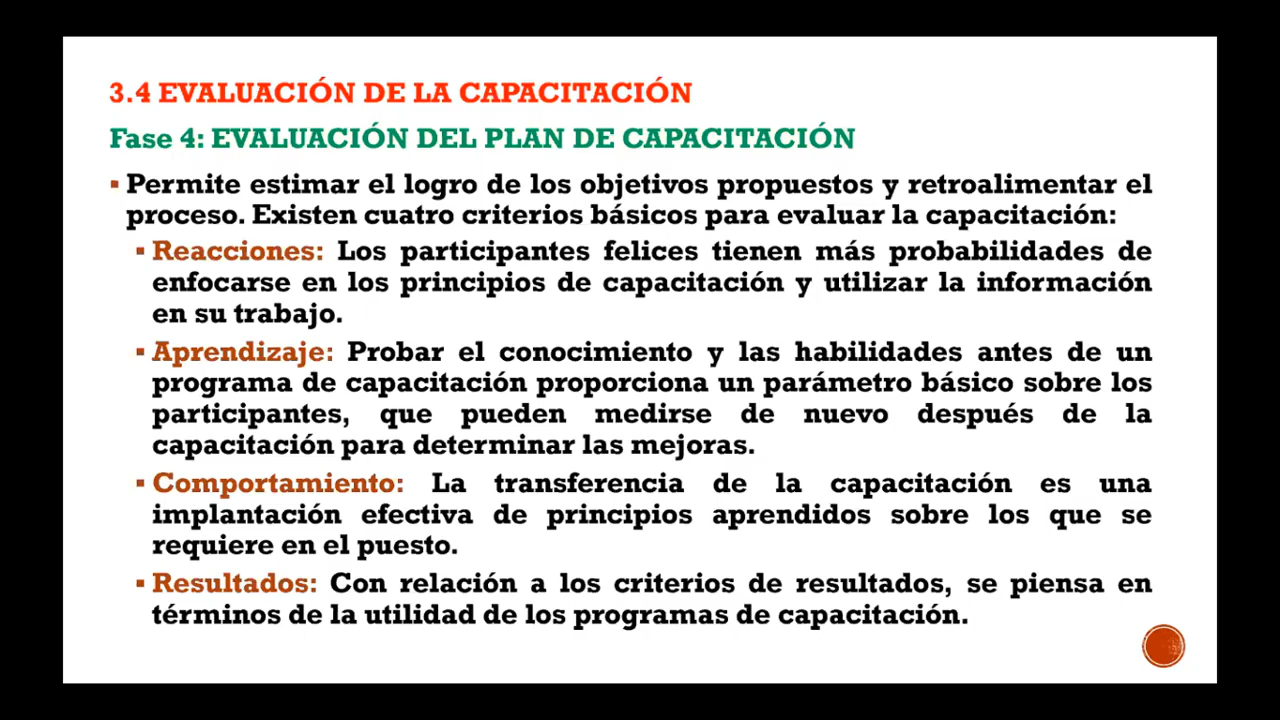 3.4 EVALUACIÓN DE LA CAPACITACIÓN
Fase 4: EVALUACIÓN DEL PLAN DE CAPACITACIÓN
▪ Permite estimar el logro de los objetivos propuestos y retroalimentar el
proceso. Existen cuatro criterios básicos para evaluar la capacitación:
▪ Reacciones: Los participantes felices tienen más probabilidades de
enfocarse en los principios de capacitación y utilizar la información
en su trabajo.
▪ Aprendizaje: Probar el conocimiento y las habilidades antes de un
programa de capacitación proporciona un parámetro básico sobre los
participantes, que pueden medirse de nuevo después de la
capacitación para determinar las mejoras.
▪ Comportamiento: La transferencia de la capacitación es una
implantación efectiva de principios aprendidos sobre los que se
requiere en el puesto.
▪ Resultados: Con relación a los criterios de resultados, se piensa en
términos de la utilidad de los programas de capacitación.